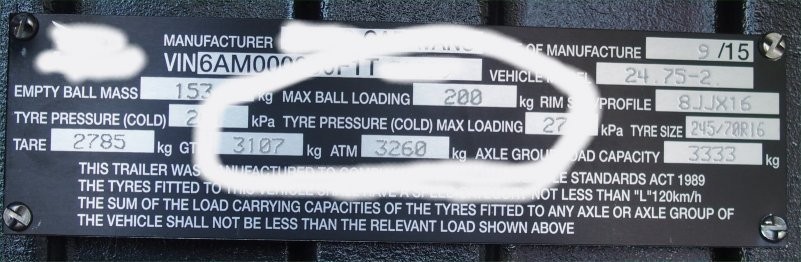 MANUFACTURER OF MANUFACTURE 9 /15
VIN 6AM000
VEHICLE 24.75-2
EMPTY BALL MASS 153 kg MAX BALL LOADING 200 kg RIM PROFILE 8JJX16
TYRE PRESSURE (COLD) kPa TYRE PRESSURE (COLD) MAX LOADING kPa TYRE SIZE 245/70R16
TARE 2785 kg 3107 kg ATM 3260 kg AXLE GROUP LOAD CAPACITY 3333 kg
THIS TRAILER WAS MANUFACTURED TO STANDARDS ACT 1989
THE TYRES FITTED TO THIS VEHICLE NOT LESS THAN "L"120km/h
THE SUM OF THE LOAD CARRYING CAPACITIES OF THE TYRES FITTED TO ANY AXLE OR AXLE GROUP OF
THE VEHICLE SHALL NOT BE LESS THAN THE RELEVANT LOAD SHOWN ABOVE